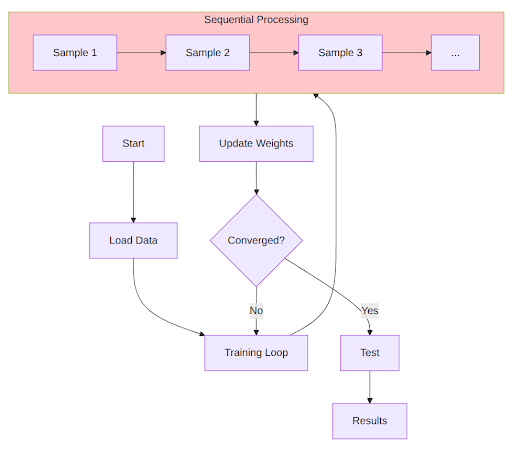 Sequential Processing
Sample 1
Sample 2
Sample 3
...
Start
Update Weights
Load Data
Converged?
No
Yes
Training Loop
Test
Results